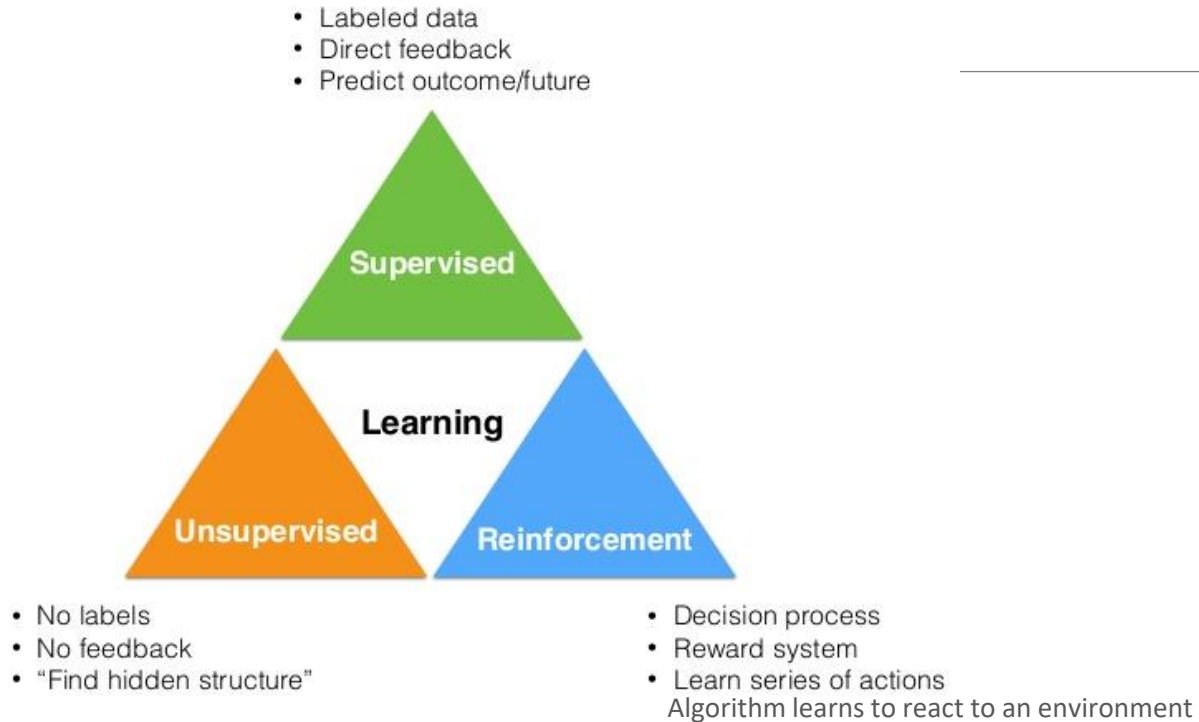 • Labeled data
• Direct feedback
• Predict outcome/future
Supervised
Learning
Unsupervised
Reinforcement
• No labels
• No feedback
• “Find hidden structure”
• Decision process
• Reward system
• Learn series of actions
Algorithm learns to react to an environment